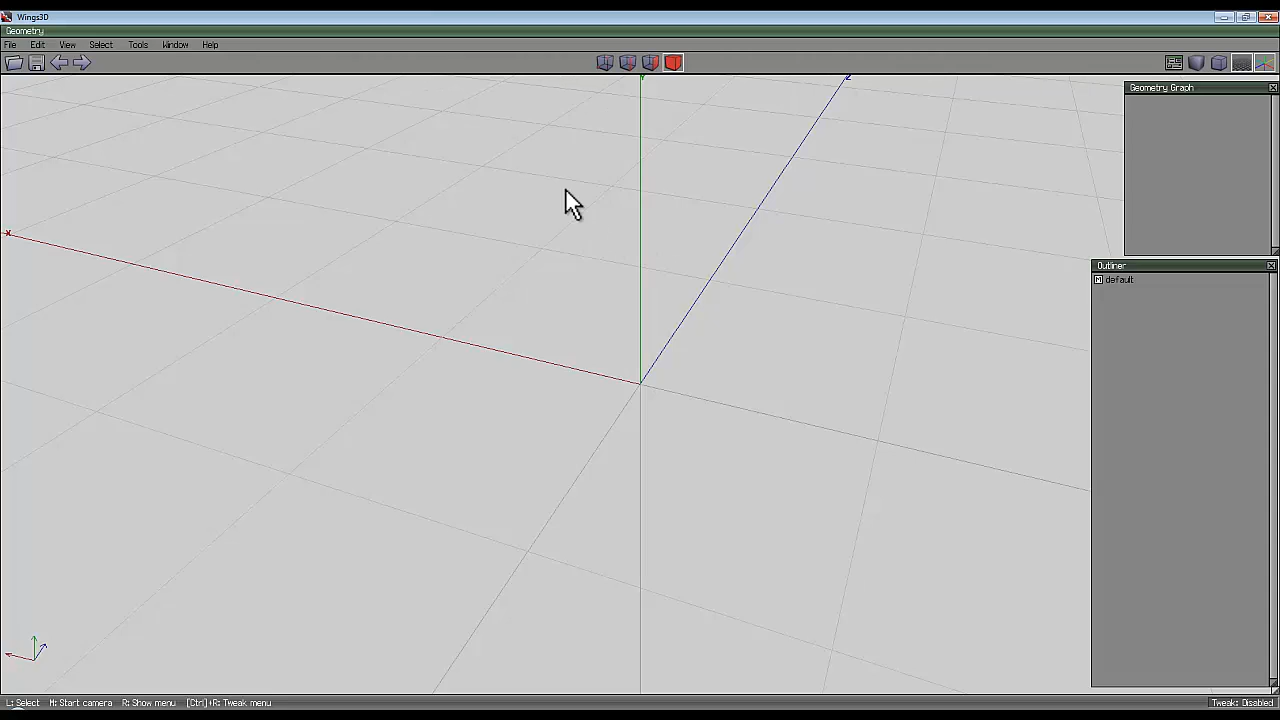 Wings3D
Geometry
File Edit View Select Tools Window Help
Y
Z
Geometry Graph
X
Outliner
default
L: Select M: Start camera R: Show menu [Ctrl]+R: Tweak menu
Tweak: Disabled